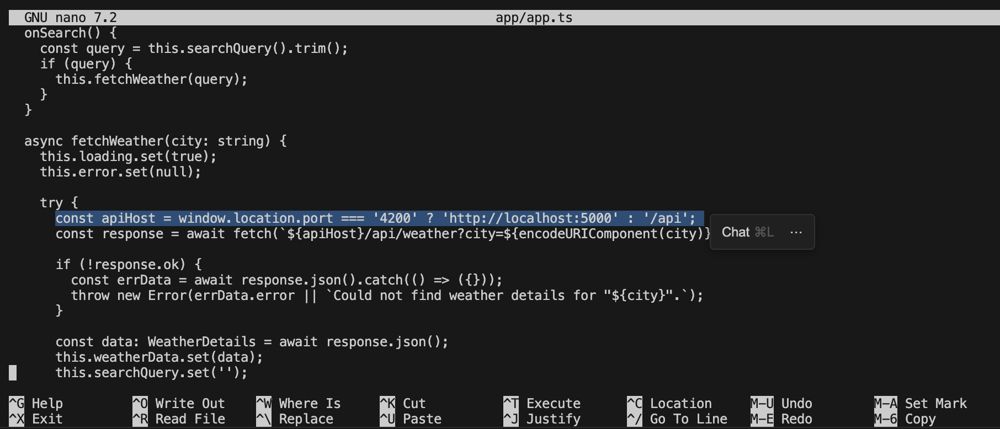 GNU nano 7.2 app/app.ts
onSearch() {
const query = this.searchQuery().trim();
if (query) {
this.fetchWeather(query);
}
}
async fetchWeather(city: string) {
this.loading.set(true);
this.error.set(null);
try {
const apiHost = window.location.port === '4200' ? 'http://localhost:5000' : '/api';
const response = await fetch(`${apiHost}/api/weather?city=${encodeURIComponent(city)}
Chat ⌘L ...
if (!response.ok) {
const errData = await response.json().catch(() => ({}));
throw new Error(errData.error || `Could not find weather details for "${city}".`);
}
const data: WeatherDetails = await response.json();
this.weatherData.set(data);
this.searchQuery.set('');
^G Help ^O Write Out ^W Where Is ^K Cut ^T Execute ^C Location M-U Undo M-A Set Mark
^X Exit ^R Read File ^\ Replace ^U Paste ^J Justify ^/ Go To Line M-E Redo M-6 Copy